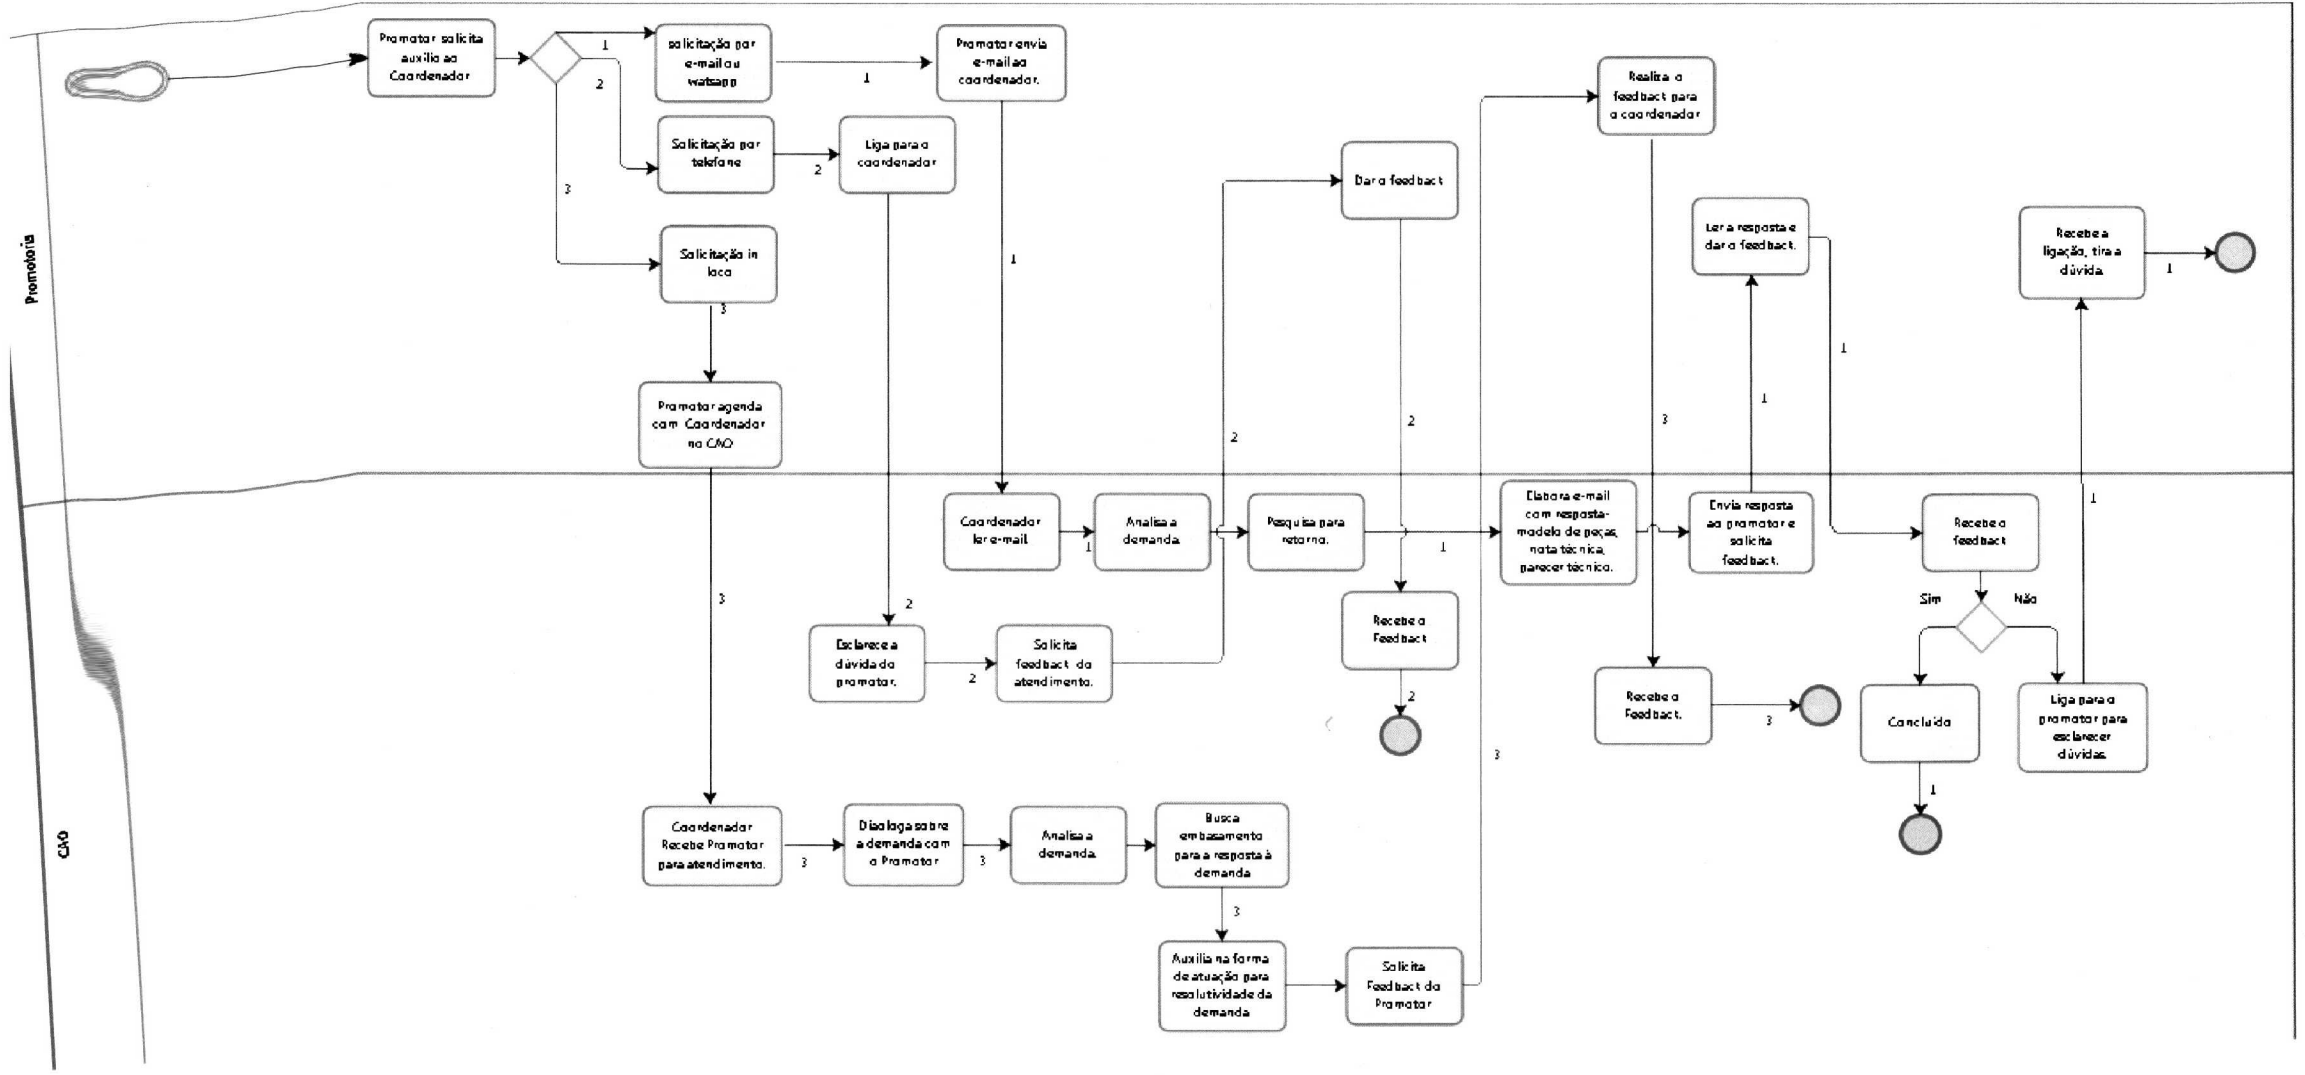 Promotoria
Promotor solicita
auxílio ao
Coordenador
1
2
3
solicitação por
e-mail ou
watsapp
1
Promotor envia
e-mail ao
coordenador.
Solicitação por
telefone
2
Liga para o
coordenador
Solicitação in
loco
3
Promotor agenda
com Coordenador
no CAO
1
2
Dar o feedback
2
Realiza o
feedback para
o coordenador
3
Ler a resposta e
dar o feedback.
1
1
Recebe a
ligação, tira a
dúvida.
1
1
CAO
Coordenador
ler e-mail.
1
Analisa a
demanda.
Pesquisa para
retorno.
1
Elabora e-mail
com resposta-
modelo de peças,
nota técnica,
parecer técnico.
Envia resposta
ao promotor e
solicita
feedback.
Recebe o
feedback
Sim
Não
3
2
Esclarece a
dúvida do
promotor.
2
Solicita
feedback do
atendimento.
Recebe o
Feedback
2
Recebe o
Feedback.
3
Concluído
1
Liga para o
promotor para
esclarecer
dúvidas.
3
Coordenador
Recebe Promotor
para atendimento.
3
Diaologa sobre
a demanda com
o Promotor
3
Analisa a
demanda.
Busca
embasamento
para a resposta à
demanda
3
Auxilia na forma
de atuação para
resolutividade da
demanda
Solicita
Feedback do
Promotor